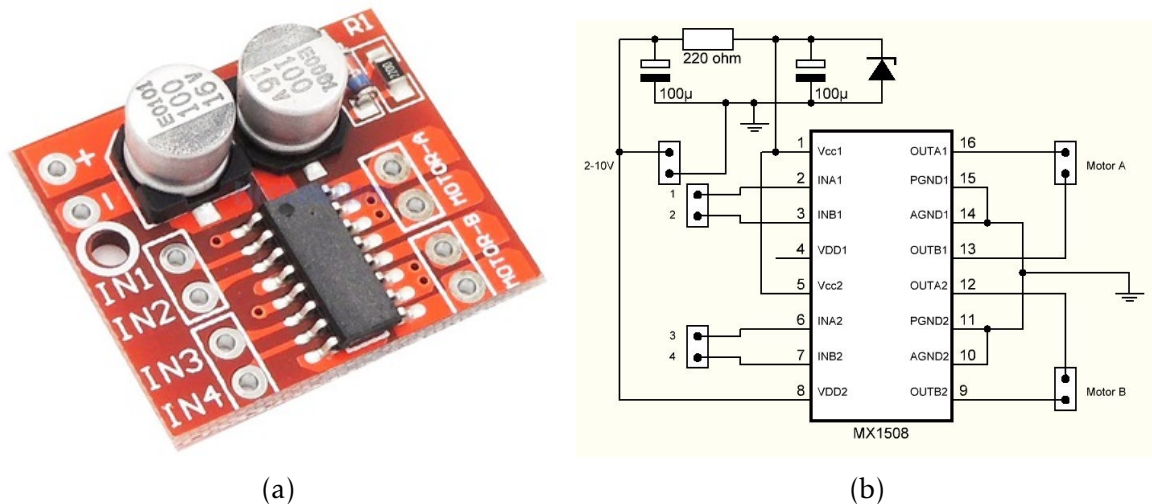 E0101
100
16V
E0001
100
16V
R1
+
−
IN1
IN2
IN3
IN4
MOTOR-A
MOTOR-B
(a)
220 ohm
100µ
100µ
2-10V
1
2
3
4
1 Vcc1
2 INA1
3 INB1
4 VDD1
5 Vcc2
6 INA2
7 INB2
8 VDD2
OUTA1 16
PGND1 15
AGND1 14
OUTB1 13
OUTA2 12
PGND2 11
AGND2 10
OUTB2 9
Motor A
Motor B
MX1508
(b)